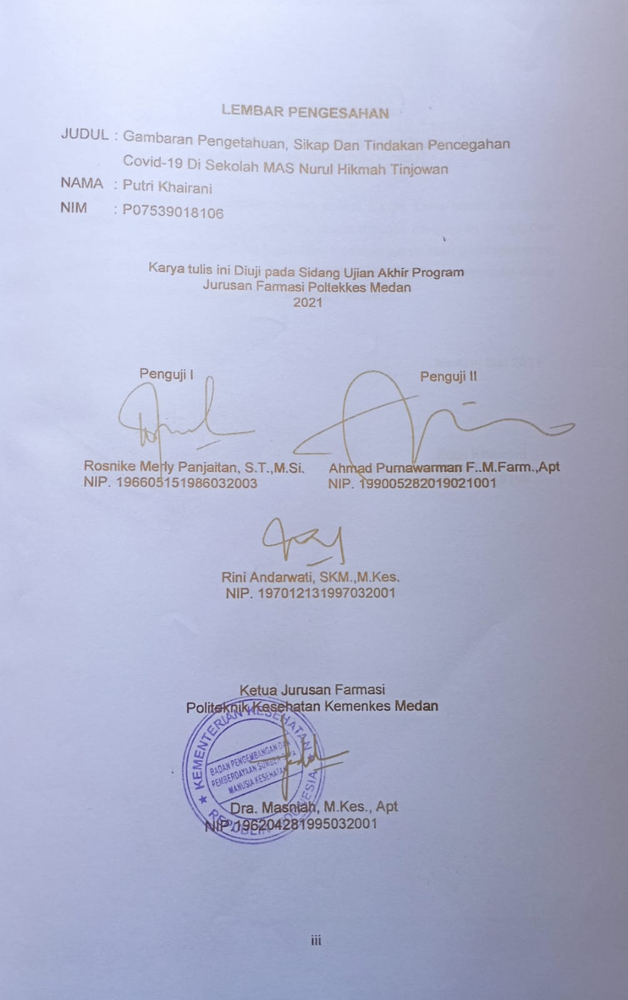 LEMBAR PENGESAHAN
JUDUL : Gambaran Pengetahuan, Sikap Dan Tindakan Pencegahan
Covid-19 Di Sekolah MAS Nurul Hikmah Tinjowan
NAMA : Putri Khairani
NIM : P07539018106
Karya tulis ini Diuji pada Sidang Ujian Akhir Program
Jurusan Farmasi Poltekkes Medan
2021
Penguji I
Penguji II
Rosnike Merly Panjaitan, S.T.,M.Si.
NIP. 196605151986032003
Ahmad Purnawarman F..M.Farm.,Apt
NIP. 199005282019021001
Rini Andarwati, SKM.,M.Kes.
NIP. 197012131997032001
Ketua Jurusan Farmasi
Politeknik Kesehatan Kemenkes Medan
KEMENTERIAN KESEHATAN
BADAN PENGEMBANGAN DAN
PEMBERDAYAAN SUMBER DAYA
MANUSIA KESEHATAN
REPUBLIK INDONESIA
Dra. Masniah, M.Kes., Apt
NIP.196204281995032001
iii